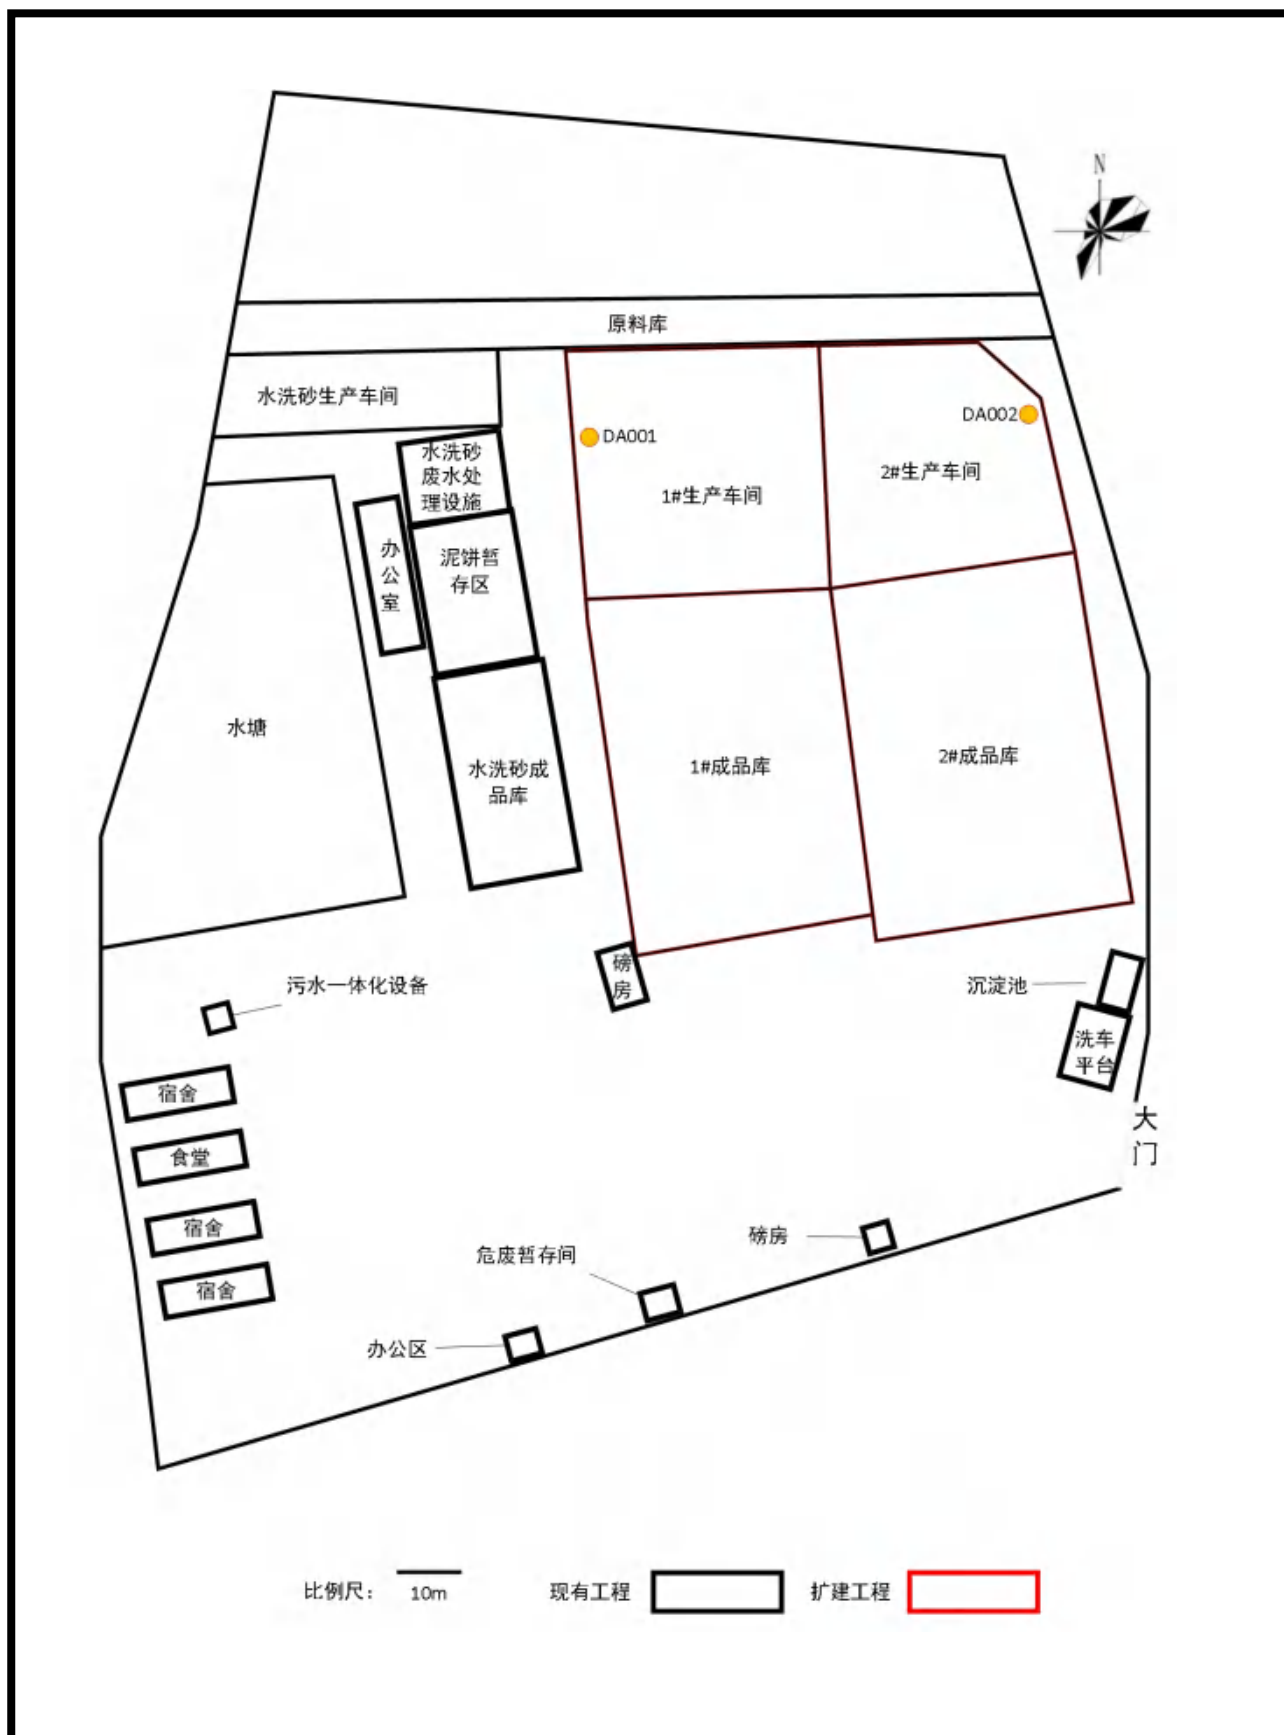 N
原料库
水洗砂生产车间
DA001
DA002
水洗砂
废水处
理设施
1#生产车间
2#生产车间
办
公
室
泥饼暂
存区
水塘
水洗砂成
品库
1#成品库
2#成品库
磅
房
污水一体化设备
沉淀池
洗车
平台
宿舍
大
门
食堂
宿舍
磅房
危废暂存间
宿舍
办公区
比例尺：
10m
现有工程
扩建工程